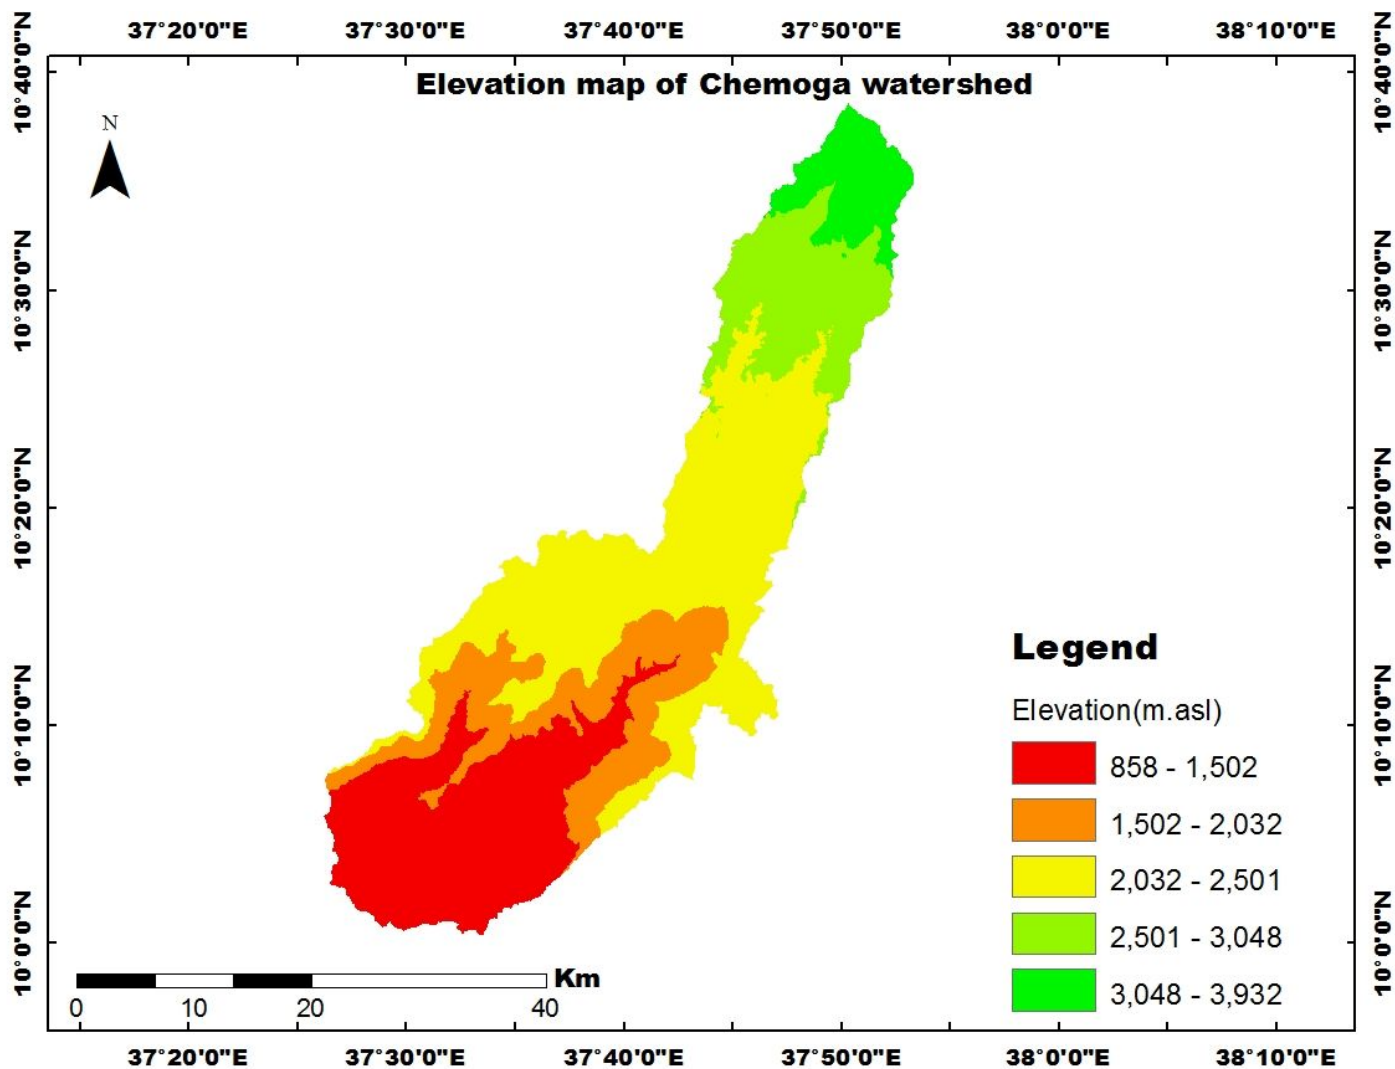 37°20'0"E 37°30'0"E 37°40'0"E 37°50'0"E 38°0'0"E 38°10'0"E
Elevation map of Chemoga watershed
N
10°40'0"N 10°40'0"N
10°30'0"N 10°30'0"N
10°20'0"N 10°20'0"N
10°10'0"N 10°10'0"N
10°0'0"N 10°0'0"N
Legend
Elevation(m.asl)
858 - 1,502
1,502 - 2,032
2,032 - 2,501
2,501 - 3,048
3,048 - 3,932
Km
0 10 20 40
37°20'0"E 37°30'0"E 37°40'0"E 37°50'0"E 38°0'0"E 38°10'0"E